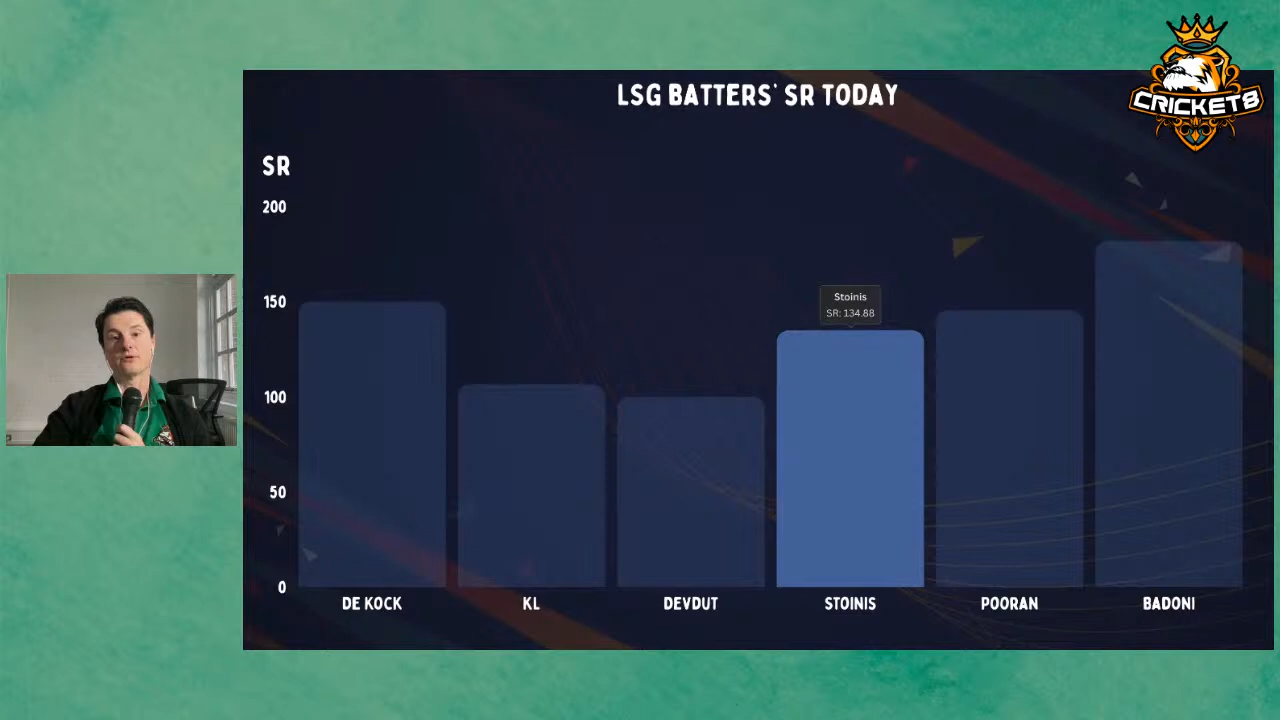 LSG BATTERS' SR TODAY
CRICKET8
SR
200
150
100
50
0
Stoinis
SR: 134.88
DE KOCK
KL
DEVDUT
STOINIS
POORAN
BADONI